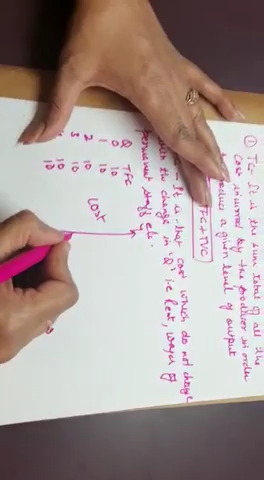 ① TC - It is the sum total of all the
cost incurred by the producer in order
produce a given level of output
TFC + TVC
- It is that cost which do not change
with the change in 'Q' ie Rent, wages of
permanent staff etc.
Q TFC
0 10
1 10
2 10
3 10
Cost